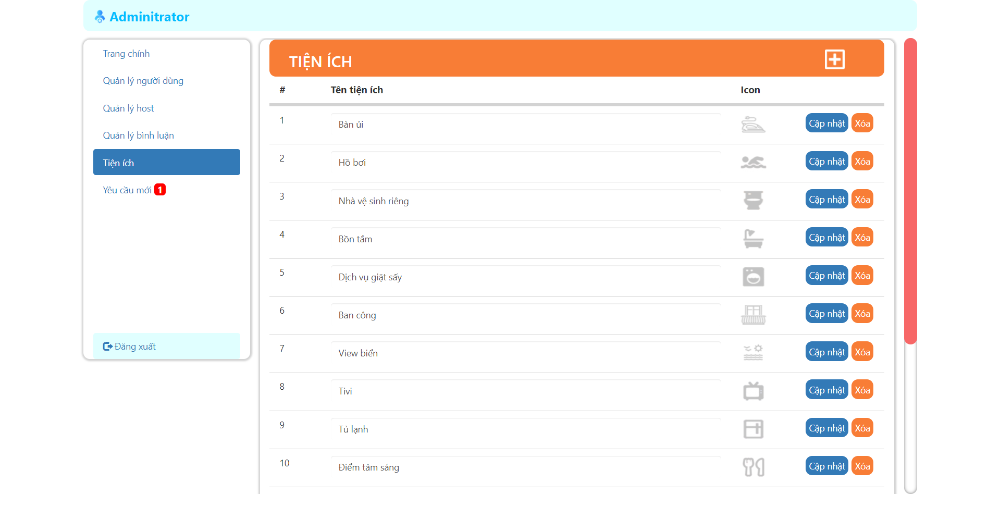 Adminitrator
Trang chính
Quản lý người dùng
Quản lý host
Quản lý bình luận
Tiện ích
Yêu cầu mới 1
Đăng xuất
TIỆN ÍCH
# Tên tiện ích Icon
1 Bàn ủi Cập nhật Xóa
2 Hồ bơi Cập nhật Xóa
3 Nhà vệ sinh riêng Cập nhật Xóa
4 Bồn tắm Cập nhật Xóa
5 Dịch vụ giặt sấy Cập nhật Xóa
6 Ban công Cập nhật Xóa
7 View biển Cập nhật Xóa
8 Tivi Cập nhật Xóa
9 Tủ lạnh Cập nhật Xóa
10 Điểm tâm sáng Cập nhật Xóa